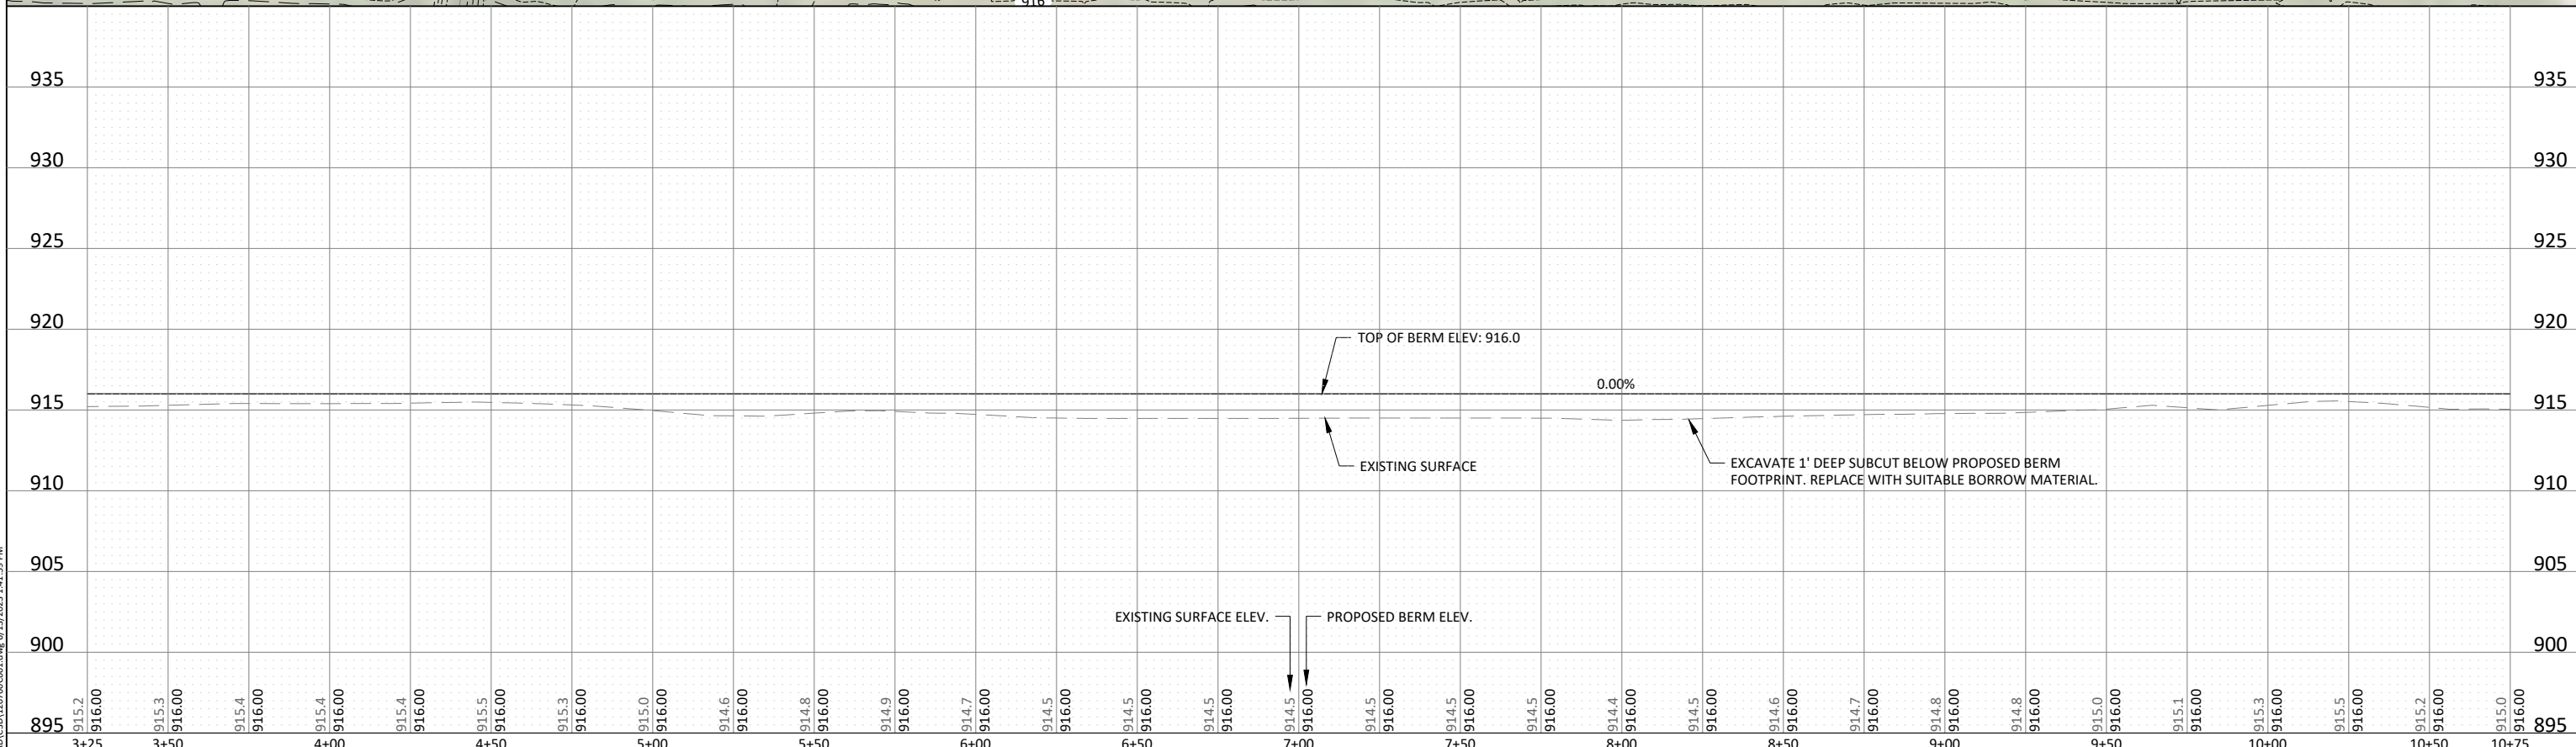 916
935 935
930 930
925 925
920 920
TOP OF BERM ELEV: 916.0
0.00%
915 915
EXISTING SURFACE
EXCAVATE 1' DEEP SUBCUT BELOW PROPOSED BERM
FOOTPRINT. REPLACE WITH SUITABLE BORROW MATERIAL.
910 910
905 905
EXISTING SURFACE ELEV. PROPOSED BERM ELEV.
900 900
915.2 916.00 915.3 916.00 915.4 916.00 915.4 916.00 915.4 916.00 915.5 916.00 915.3 916.00 915.0 916.00 914.6 916.00 914.8 916.00 914.9 916.00 914.7 916.00 914.5 916.00 914.5 916.00 914.5 916.00 914.5 916.00 914.5 916.00 914.5 916.00 914.5 916.00 914.4 916.00 914.5 916.00 914.6 916.00 914.7 916.00 914.8 916.00 914.8 916.00 915.0 916.00 915.1 916.00 915.3 916.00 915.5 916.00 915.2 916.00 915.0 916.00
895 895
3+25 3+50 4+00 4+50 5+00 5+50 6+00 6+50 7+00 7+50 8+00 8+50 9+00 9+50 10+00 10+50 10+75